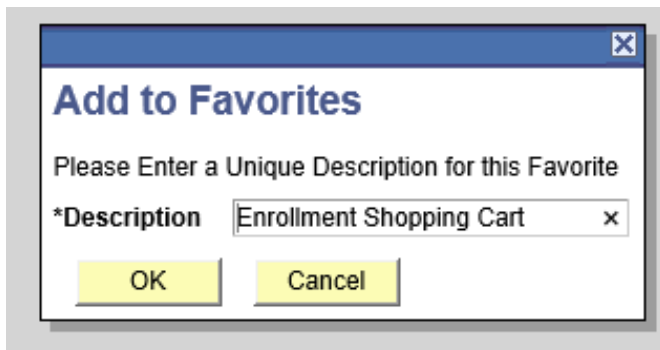 Add to Favorites
Please Enter a Unique Description for this Favorite
*Description Enrollment Shopping Cart
OK Cancel